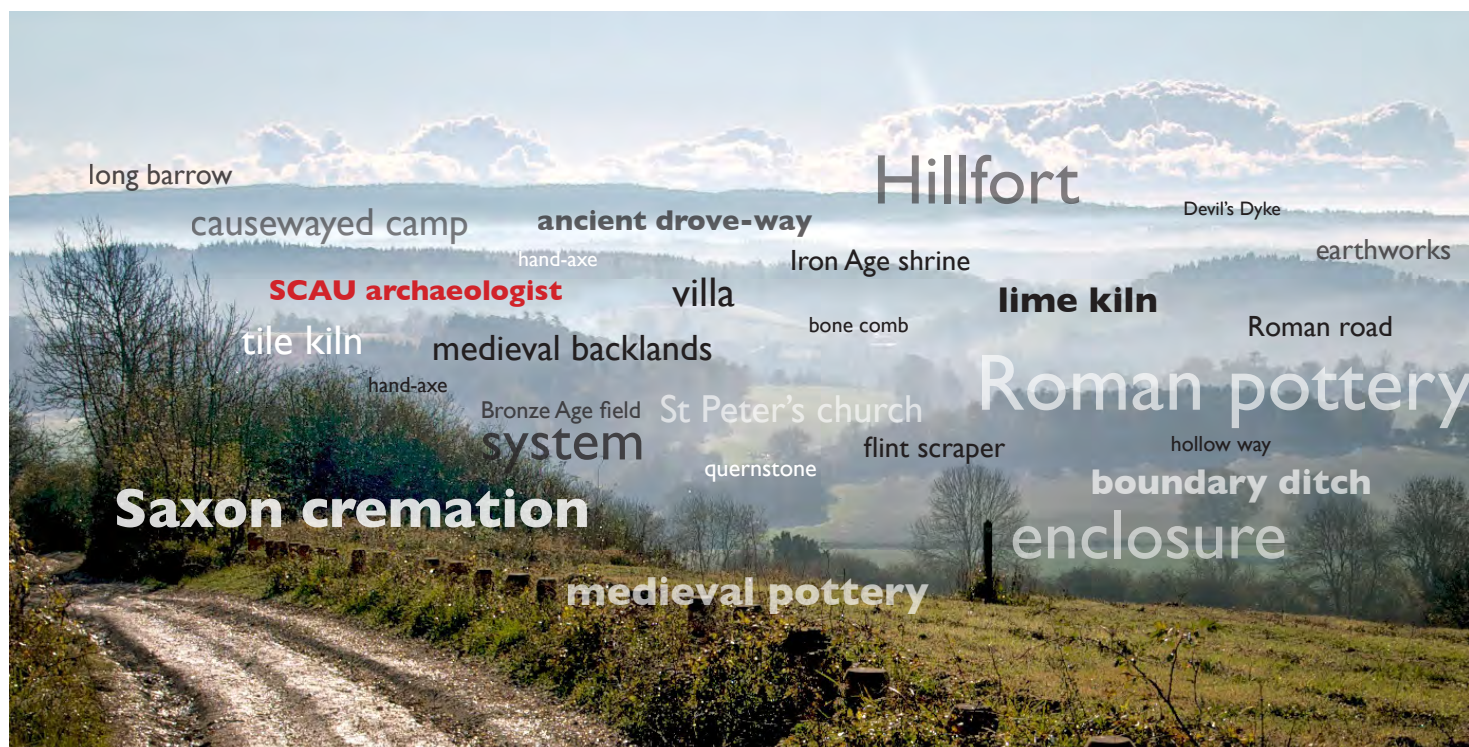 long barrow
Hillfort
causewayed camp
ancient drove-way
Devil's Dyke
hand-axe
Iron Age shrine
earthworks
SCAU archaeologist
villa
lime kiln
tile kiln
medieval backlands
bone comb
Roman road
hand-axe
Roman pottery
Bronze Age field
system
St Peter's church
flint scraper
hollow way
quernstone
boundary ditch
Saxon cremation
enclosure
medieval pottery